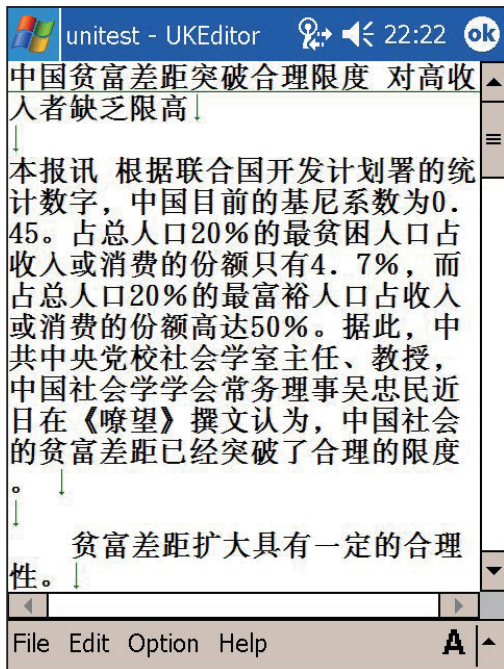 unitest - UKEditor 22:22 ok
中国贫富差距突破合理限度 对高收
入者缺乏限高↓
↓
本报讯 根据联合国开发计划署的统
计数字，中国目前的基尼系数为0．
45。占总人口20％的最贫困人口占
收入或消费的份额只有4．7％，而
占总人口20％的最富裕人口占收入
或消费的份额高达50％。据此，中
共中央党校社会学室主任、教授，
中国社会学学会常务理事吴忠民近
日在《嘹望》撰文认为，中国社会
的贫富差距已经突破了合理的限度
。 ↓
↓
贫富差距扩大具有一定的合理
性。↓
File Edit Option Help A